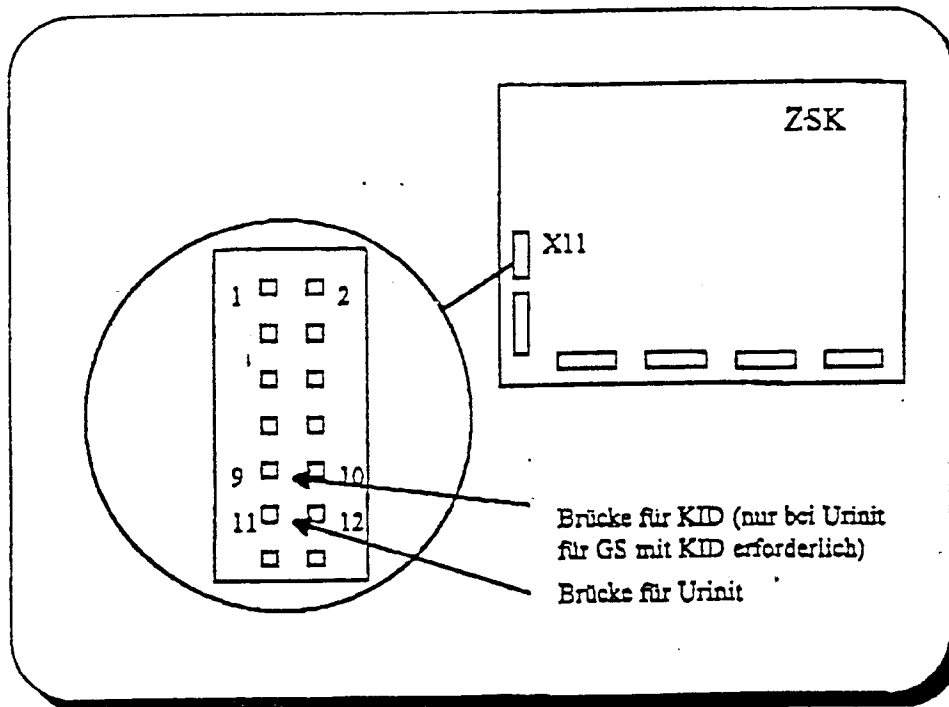 ZSK
X11
1 2
9 10
11 12
Brücke für KID (nur bei Urinit
für GS mit KID erforderlich)
Brücke für Urinit